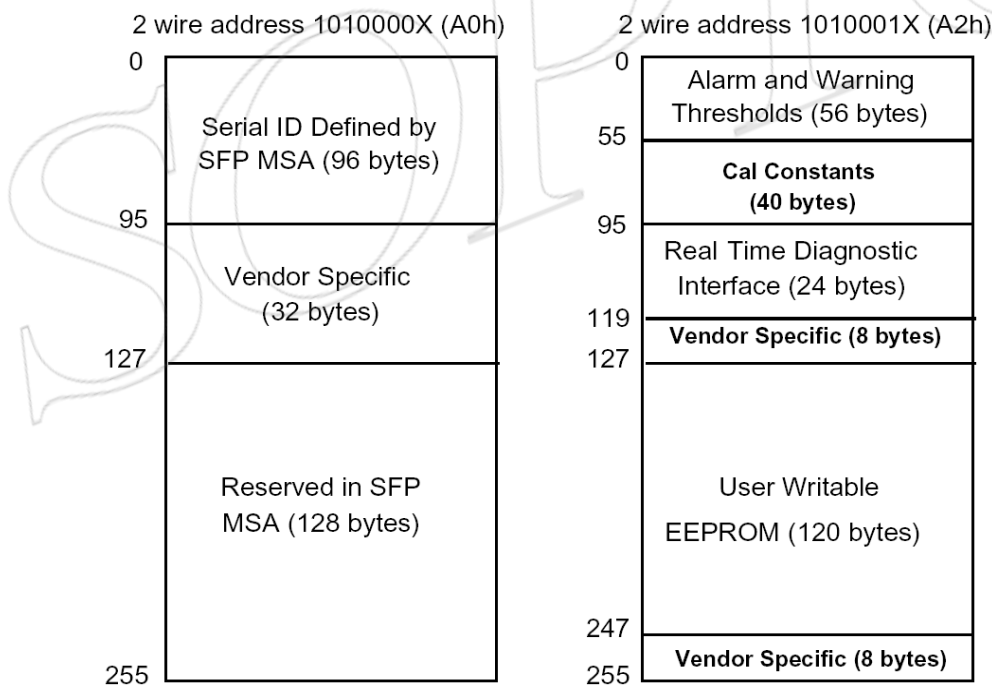 2 wire address 1010000X (A0h)
0
Serial ID Defined by
SFP MSA (96 bytes)
95
Vendor Specific
(32 bytes)
127
Reserved in SFP
MSA (128 bytes)
255
2 wire address 1010001X (A2h)
0
Alarm and Warning
Thresholds (56 bytes)
55
Cal Constants
(40 bytes)
95
Real Time Diagnostic
Interface (24 bytes)
119
Vendor Specific (8 bytes)
127
User Writable
EEPROM (120 bytes)
247
Vendor Specific (8 bytes)
255